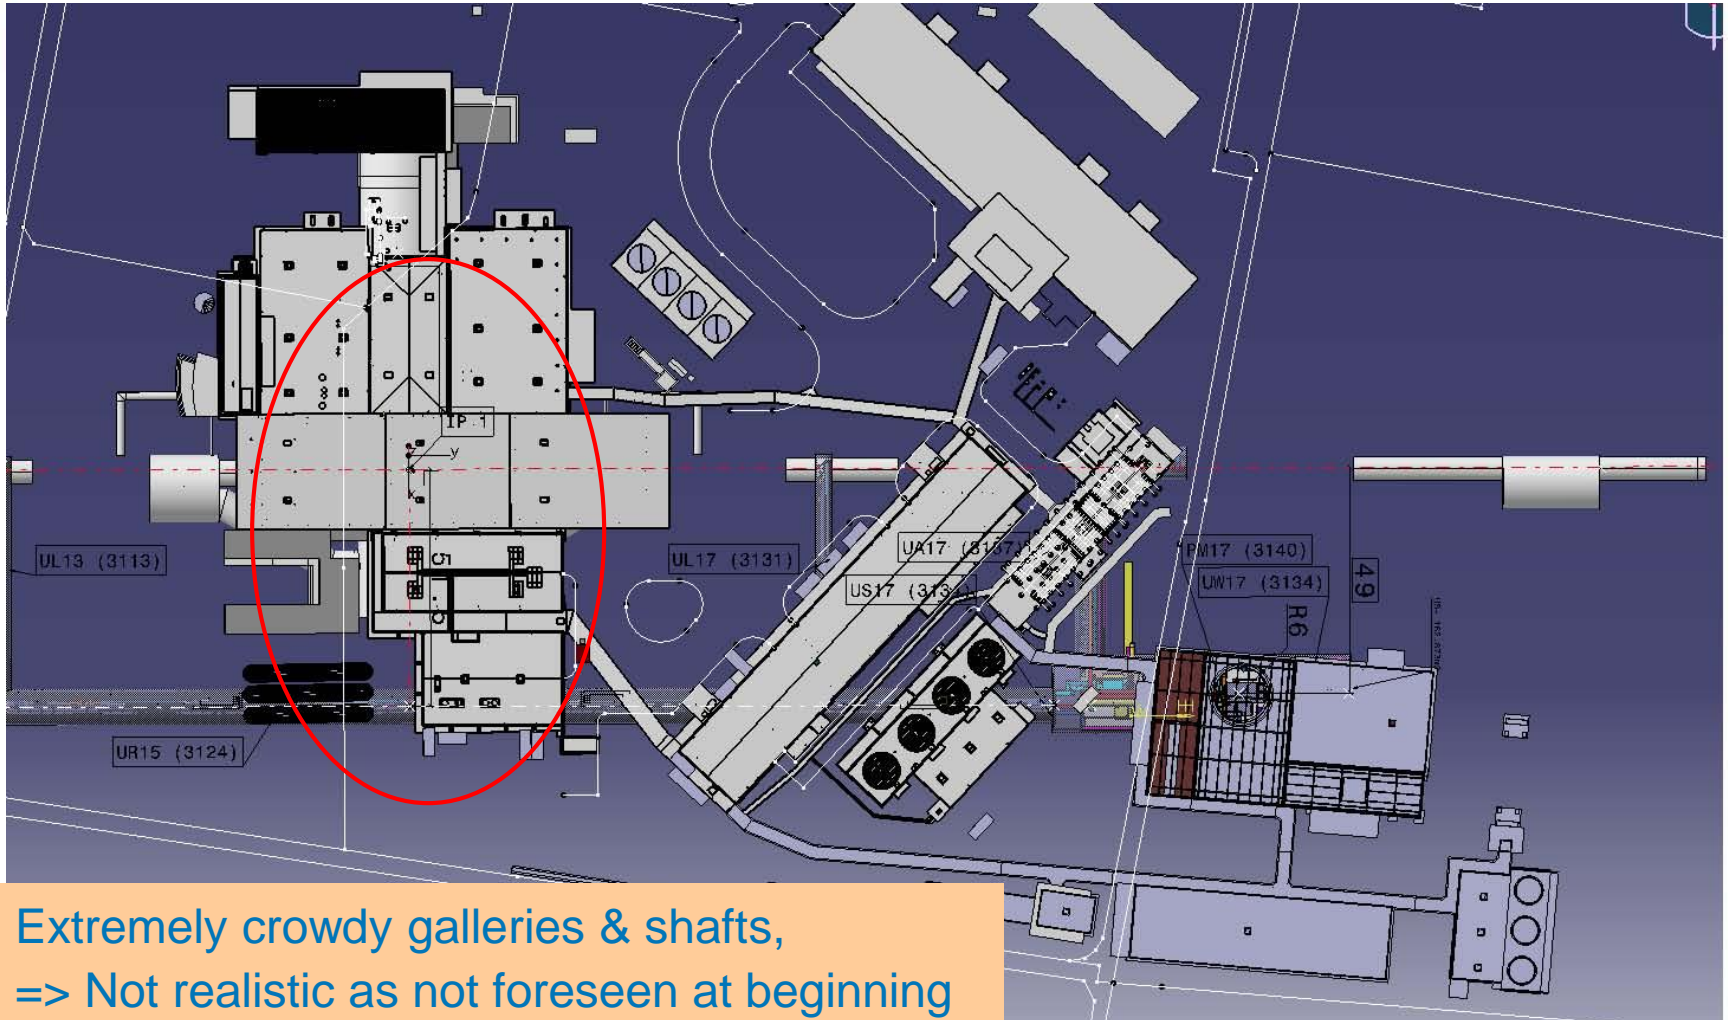 IP 1
y
x
UL13 (3113)
UL17 (3131)
UA17 (3137)
US17 (313
PM17 (3140)
UW17 (3134)
49
R6
UR15 (3124)
Extremely crowdy galleries & shafts,
=> Not realistic as not foreseen at beginning